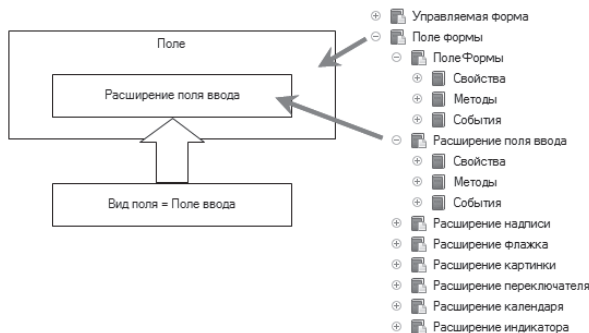 Поле
Расширение поля ввода
Вид поля = Поле ввода
Управляемая форма
Поле формы
ПолеФормы
Свойства
Методы
События
Расширение поля ввода
Свойства
Методы
События
Расширение надписи
Расширение флажка
Расширение картинки
Расширение переключателя
Расширение календаря
Расширение индикатора